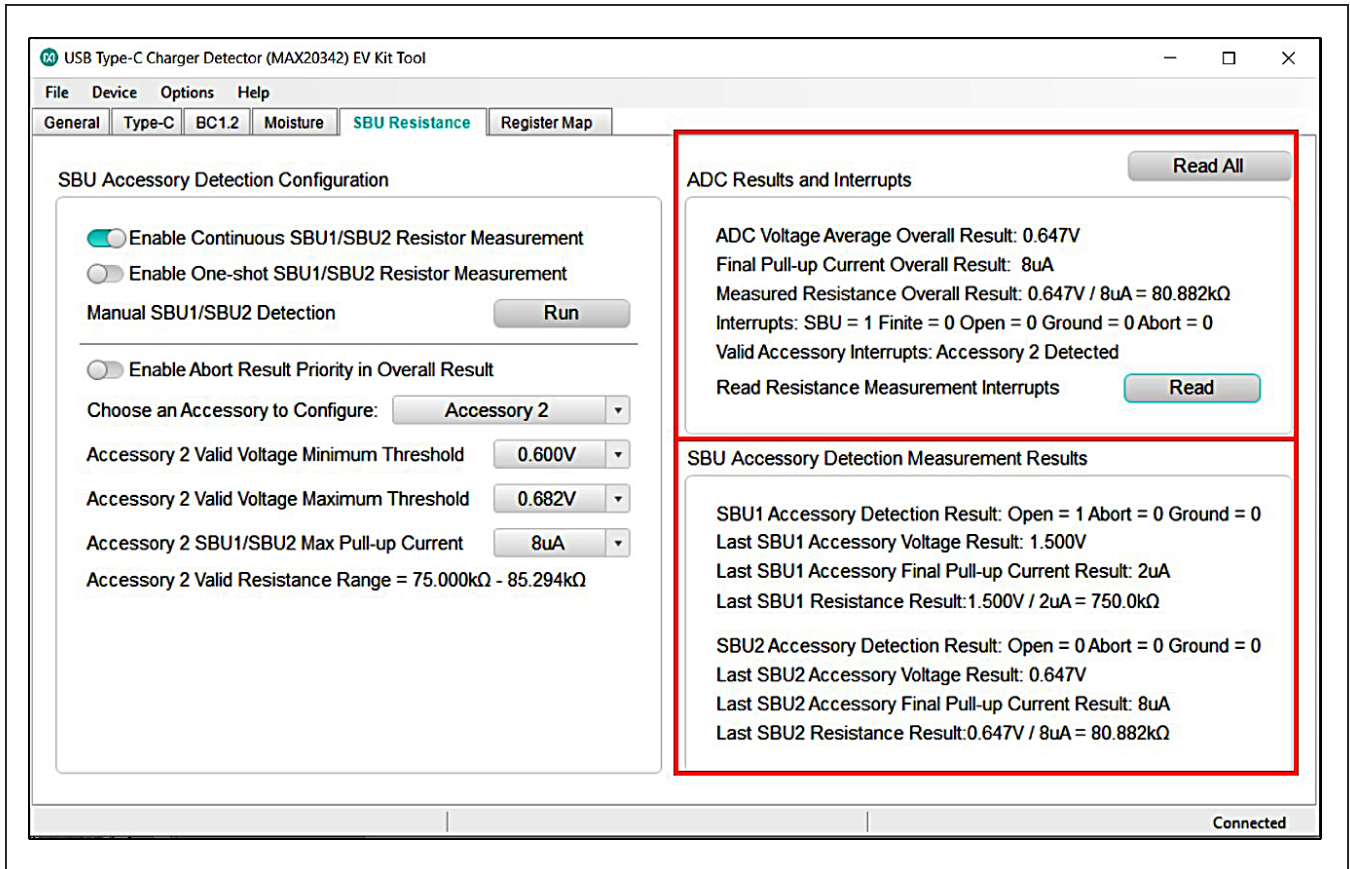 USB Type-C Charger Detector (MAX20342) EV Kit Tool
File Device Options Help
General Type-C BC1.2 Moisture SBU Resistance Register Map
SBU Accessory Detection Configuration
Enable Continuous SBU1/SBU2 Resistor Measurement
Enable One-shot SBU1/SBU2 Resistor Measurement
Manual SBU1/SBU2 Detection Run
Enable Abort Result Priority in Overall Result
Choose an Accessory to Configure: Accessory 2
Accessory 2 Valid Voltage Minimum Threshold 0.600V
Accessory 2 Valid Voltage Maximum Threshold 0.682V
Accessory 2 SBU1/SBU2 Max Pull-up Current 8uA
Accessory 2 Valid Resistance Range = 75.000kΩ - 85.294kΩ
Read All
ADC Results and Interrupts
ADC Voltage Average Overall Result: 0.647V
Final Pull-up Current Overall Result: 8uA
Measured Resistance Overall Result: 0.647V / 8uA = 80.882kΩ
Interrupts: SBU = 1 Finite = 0 Open = 0 Ground = 0 Abort = 0
Valid Accessory Interrupts: Accessory 2 Detected
Read Resistance Measurement Interrupts Read
SBU Accessory Detection Measurement Results
SBU1 Accessory Detection Result: Open = 1 Abort = 0 Ground = 0
Last SBU1 Accessory Voltage Result: 1.500V
Last SBU1 Accessory Final Pull-up Current Result: 2uA
Last SBU1 Resistance Result:1.500V / 2uA = 750.0kΩ
SBU2 Accessory Detection Result: Open = 0 Abort = 0 Ground = 0
Last SBU2 Accessory Voltage Result: 0.647V
Last SBU2 Accessory Final Pull-up Current Result: 8uA
Last SBU2 Resistance Result:0.647V / 8uA = 80.882kΩ
Connected